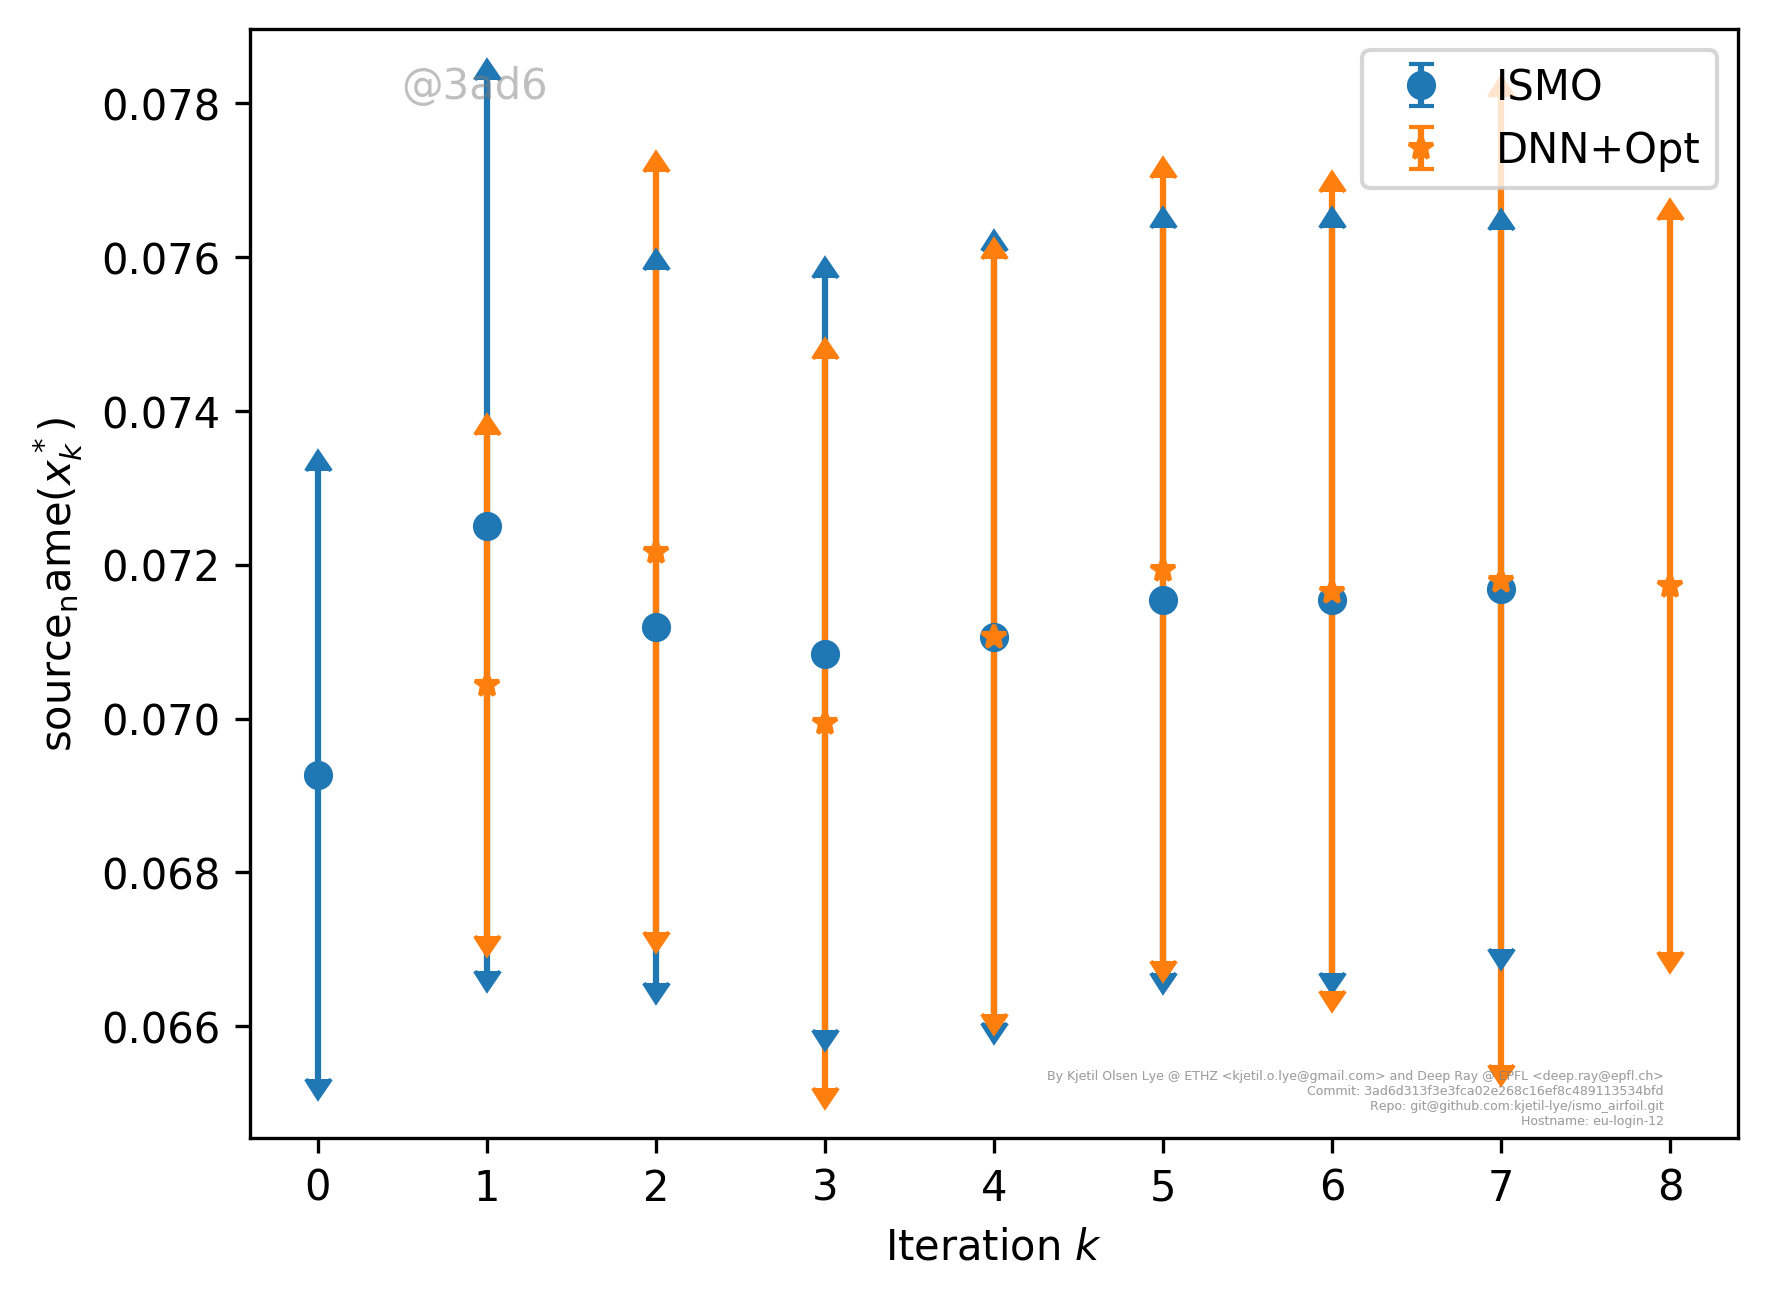 @3ad6
ISMO
DNN+Opt
0.078
0.076
0.074
0.072
0.070
0.068
0.066
source_name(x_k^*)
By Kjetil Olsen Lye @ ETHZ <kjetil.o.lye@gmail.com> and Deep Ray @ EPFL <deep.ray@epfl.ch>
Commit: 3ad6d313f3e3fca02e268c16ef8c489113534bfd
Repo: git@github.com:kjetil-lye/ismo_airfoil.git
Hostname: eu-login-12
0 1 2 3 4 5 6 7 8
Iteration k